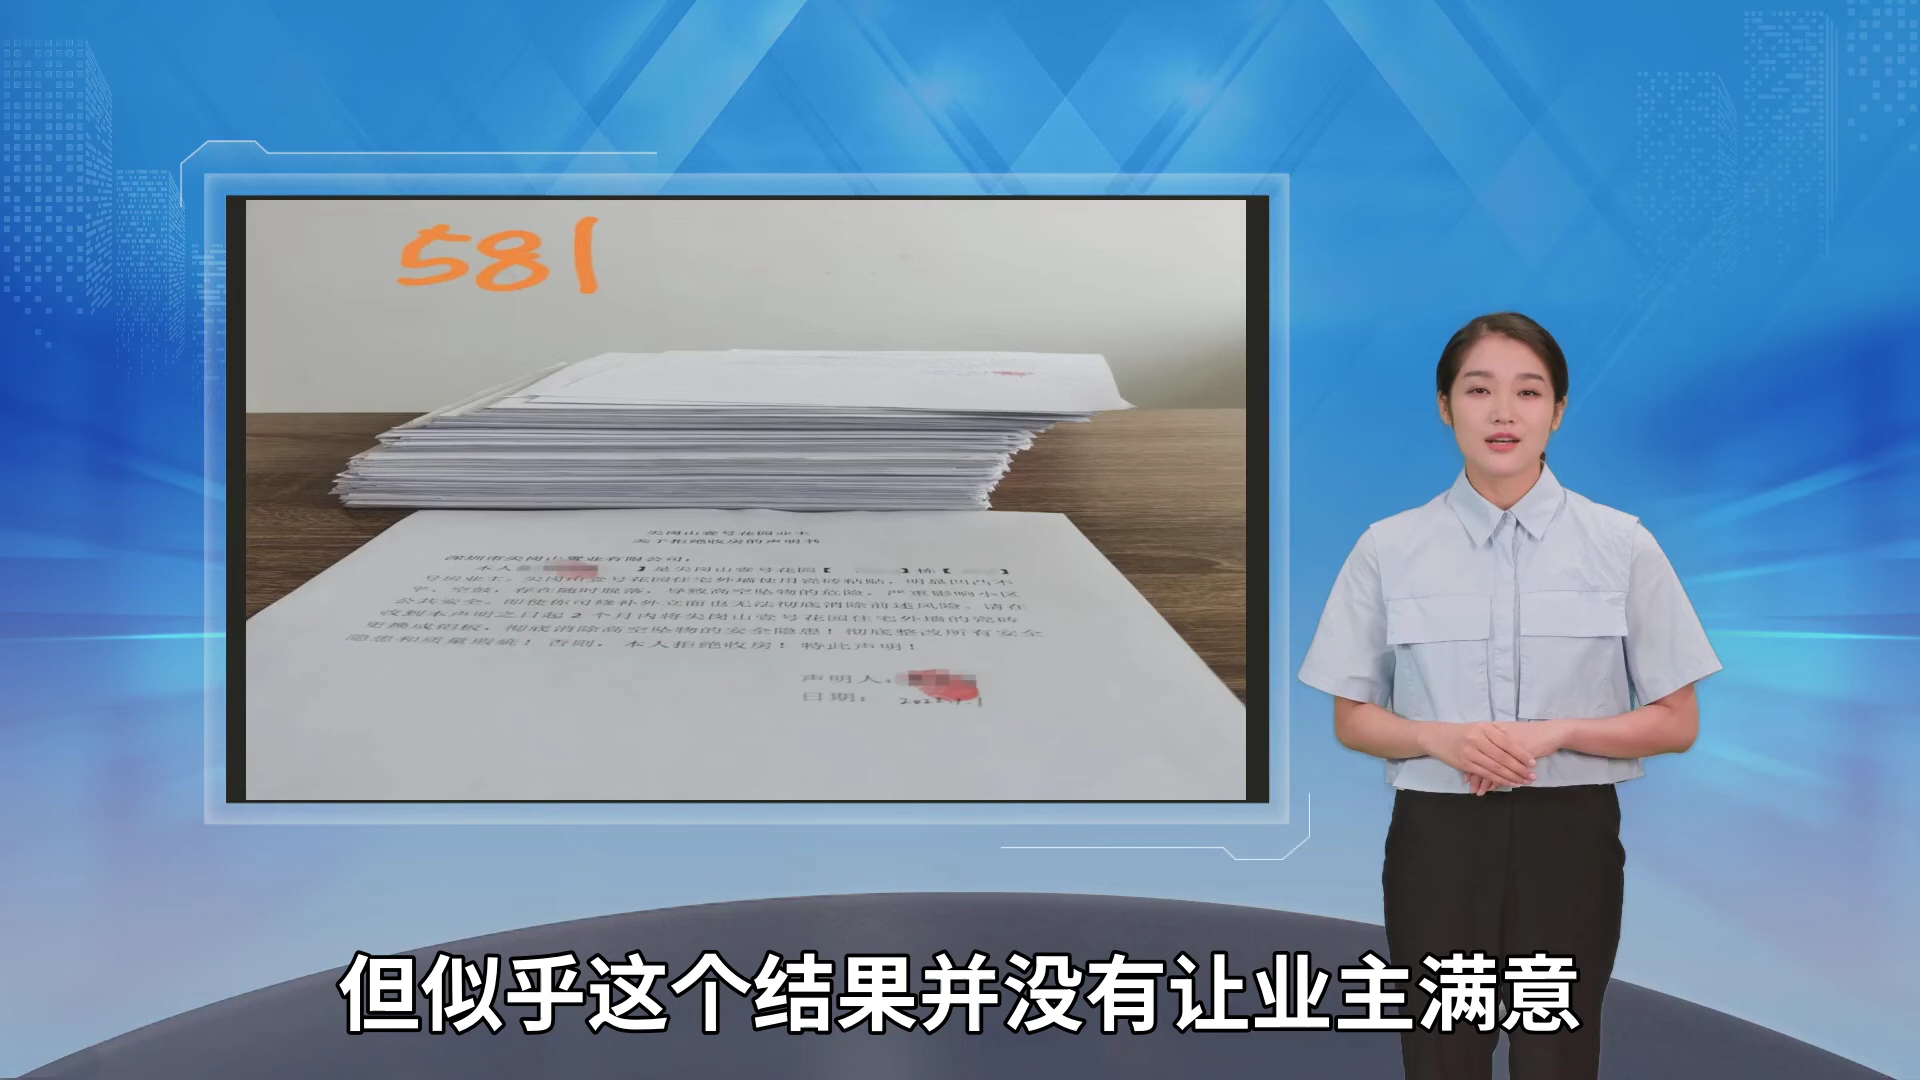 581
尖岗山壹号花园业主
关于拒绝收房的声明书
深圳市尖岗山置业有限公司：
本人 】是尖岗山壹号花园【 】栋【 】
号房业主。尖岗山壹号花园住宅外墙使用瓷砖粘贴，明显凹凸不
平，空鼓，存在随时脱落，导致高空坠物的危险，严重影响小区
公共安全。即使你司修补外立面也无法彻底消除前述风险。请在
收到本声明之日起2个月内将尖岗山壹号花园住宅外墙的瓷砖
更换成铝板，彻底消除高空坠物的安全隐患！彻底整改所有安全
隐患和质量瑕疵！否则，本人拒绝收房！特此声明！
声明人：
日期：
但似乎这个结果并没有让业主满意